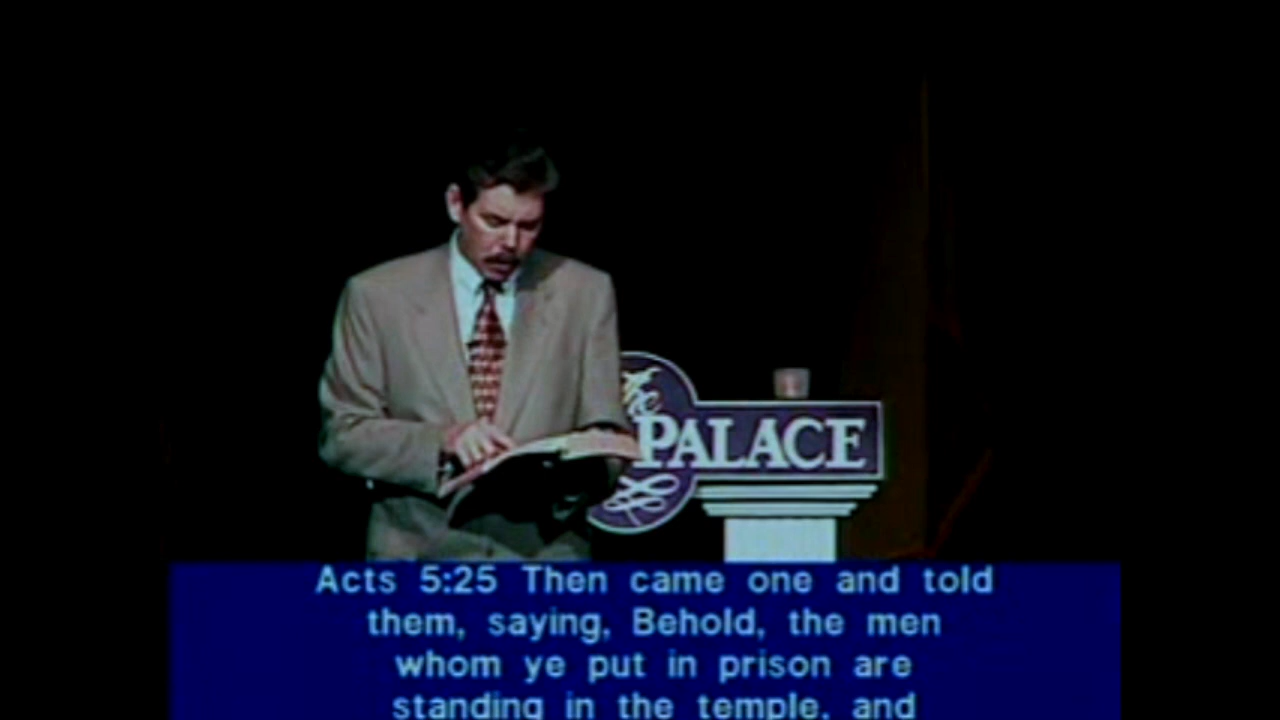 the
PALACE
Acts 5:25 Then came one and told
them, saying, Behold, the men
whom ye put in prison are
standing in the temple, and